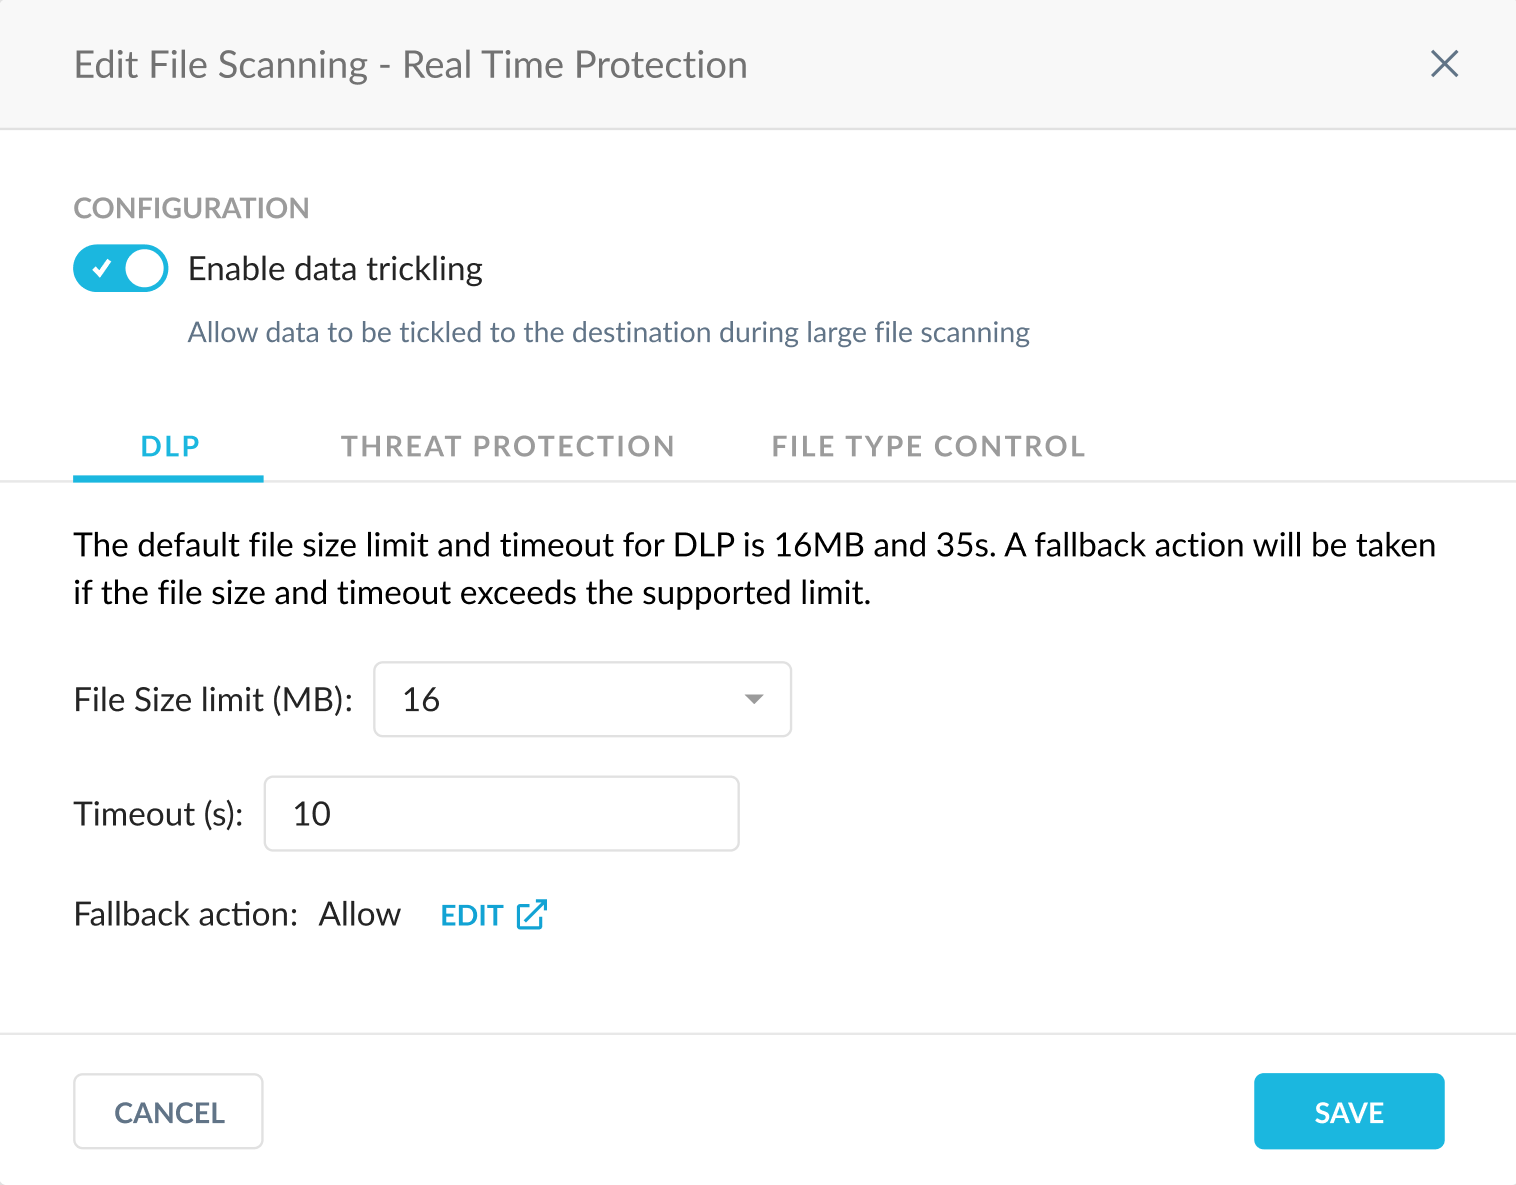 Edit File Scanning - Real Time Protection
CONFIGURATION
Enable data trickling
Allow data to be tickled to the destination during large file scanning
DLP THREAT PROTECTION FILE TYPE CONTROL
The default file size limit and timeout for DLP is 16MB and 35s. A fallback action will be taken
if the file size and timeout exceeds the supported limit.
File Size limit (MB): 16
Timeout (s): 10
Fallback action: Allow EDIT
CANCEL SAVE